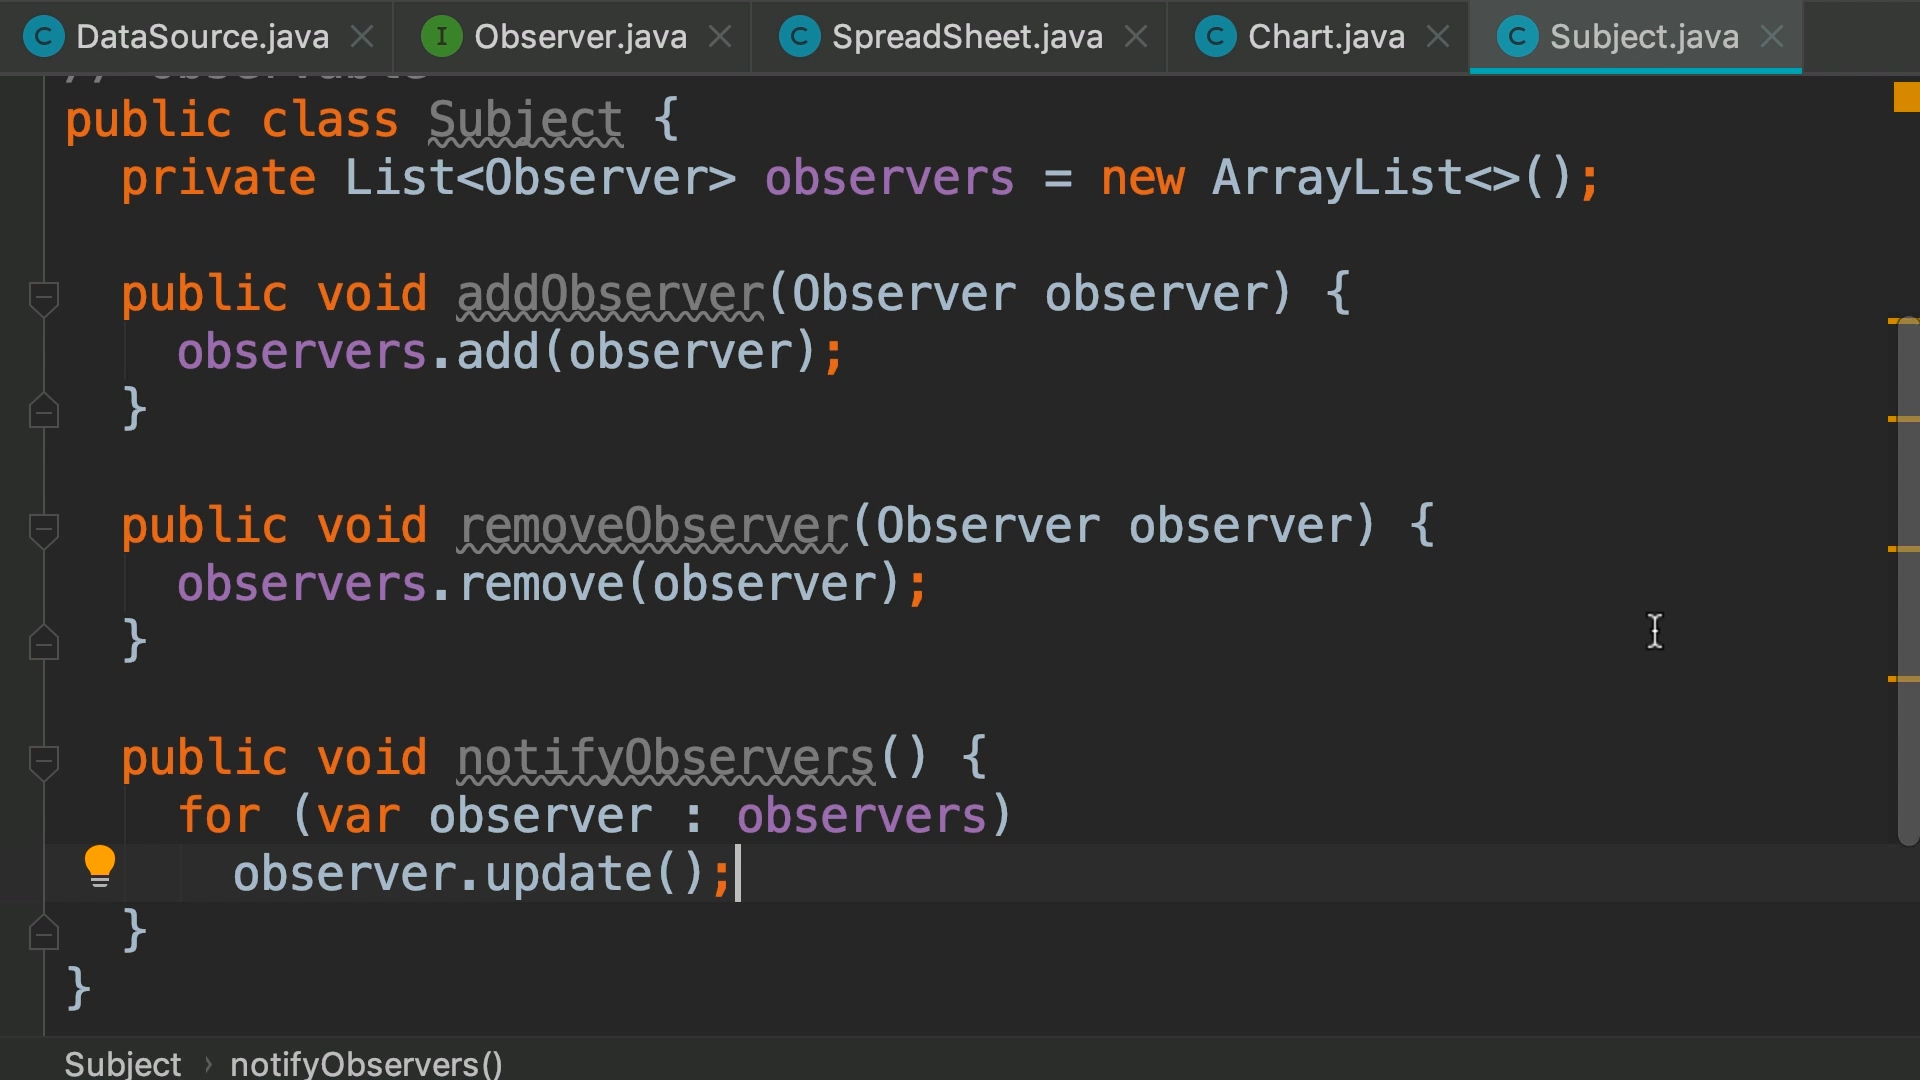 DataSource.java Observer.java SpreadSheet.java Chart.java Subject.java
// Observable
public class Subject {
private List<Observer> observers = new ArrayList<>();
public void addObserver(Observer observer) {
observers.add(observer);
}
public void removeObserver(Observer observer) {
observers.remove(observer);
}
public void notifyObservers() {
for (var observer : observers)
observer.update();
}
}
Subject › notifyObservers()